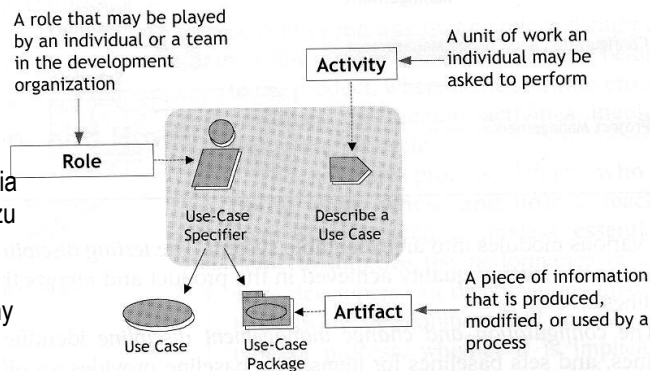 A role that may be played
by an individual or a team
in the development
organization
A unit of work an
individual may be
asked to perform
Activity
Role
ia
zu
Use-Case
Specifier
Describe a
Use Case
A piece of information
that is produced,
modified, or used by a
process
Artifact
Use Case
Use-Case
Package